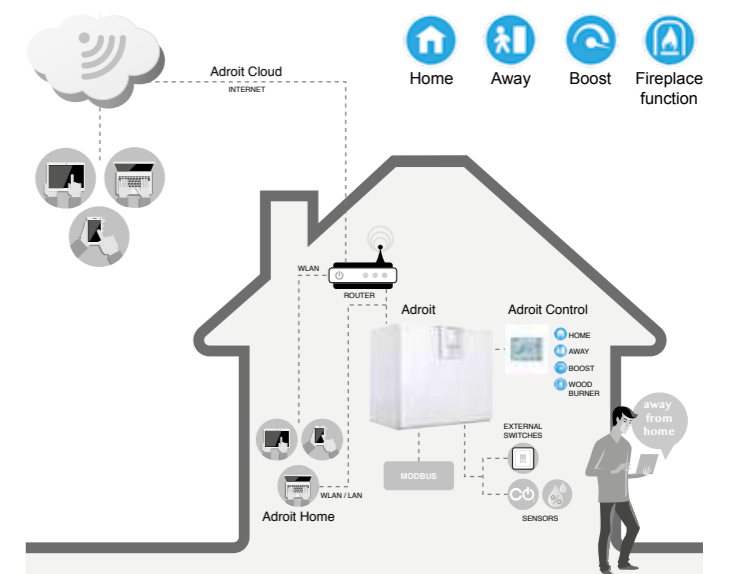 Adroit Cloud
INTERNET
Home
Away
Boost
Fireplace
function
WLAN
ROUTER
Adroit
Adroit Control
HOME
AWAY
BOOST
WOOD
BURNER
away
from
home
EXTERNAL
SWITCHES
MODBUS
%
SENSORS
WLAN / LAN
Adroit Home